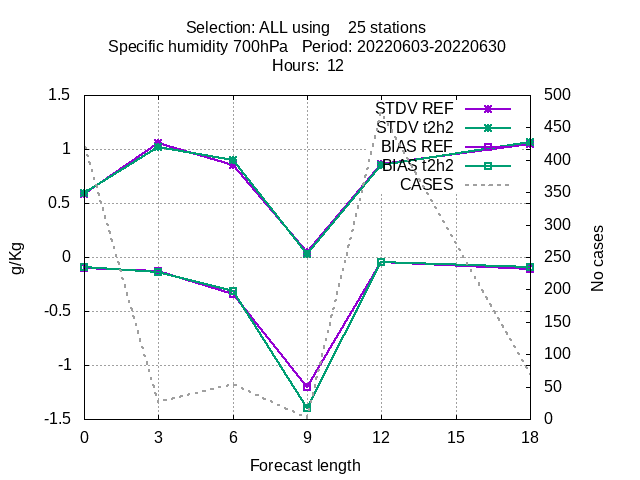 Selection: ALL using 25 stations
Specific humidity 700hPa Period: 20220603-20220630
Hours: 12
1.5
1
0.5
0
-0.5
-1
-1.5
g/Kg
500
450
400
350
300
250
200
150
100
50
0
No cases
STDV REF
STDV t2h2
BIAS REF
BIAS t2h2
CASES
0 3 6 9 12 15 18
Forecast length